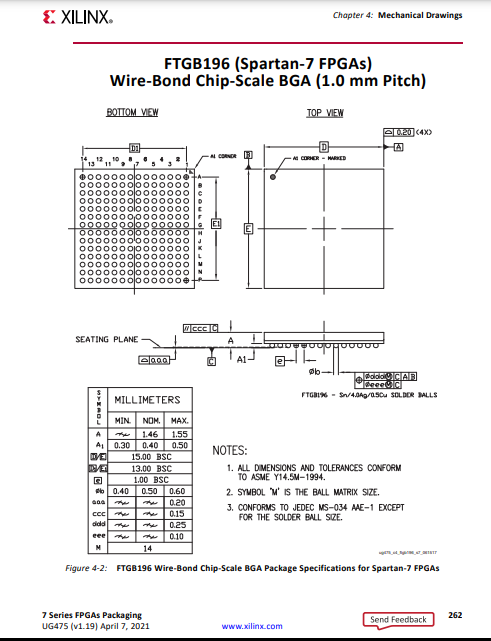 XILINX®
Chapter 4: Mechanical Drawings
FTGB196 (Spartan-7 FPGAs)
Wire-Bond Chip-Scale BGA (1.0 mm Pitch)
BOTTOM VIEW
TOP VIEW
0.20 (4X)
D1
D
A
14 12 10 8 6 4 2
13 11 9 7 5 3 1
A1 CORNER
B
A1 CORNER - MARKED
A
B
C
D
E
F
G
H
J
K
L
M
N
P
E1
E
// ccc C
SEATING PLANE
A
aaa
C
A1
e
Øb
Øddd M C A B
Øeee M C
FTGB196 - Sn/4.0Ag/0.5Cu SOLDER BALLS
SYMBOL
MILLIMETERS
MIN. NOM. MAX.
A 1.46 1.55
A1 0.30 0.40 0.50
D/E 15.00 BSC
D1/E1 13.00 BSC
e 1.00 BSC
Øb 0.40 0.50 0.60
aaa 0.20
ccc 0.15
ddd 0.25
eee 0.10
M 14
NOTES:
1. ALL DIMENSIONS AND TOLERANCES CONFORM
TO ASME Y14.5M-1994.
2. SYMBOL "M" IS THE BALL MATRIX SIZE.
3. CONFORMS TO JEDEC MS-034 AAE-1 EXCEPT
FOR THE SOLDER BALL SIZE.
Figure 4-2: FTGB196 Wire-Bond Chip-Scale BGA Package Specifications for Spartan-7 FPGAs
7 Series FPGAs Packaging
UG475 (v1.19) April 7, 2021
www.xilinx.com
Send Feedback
262